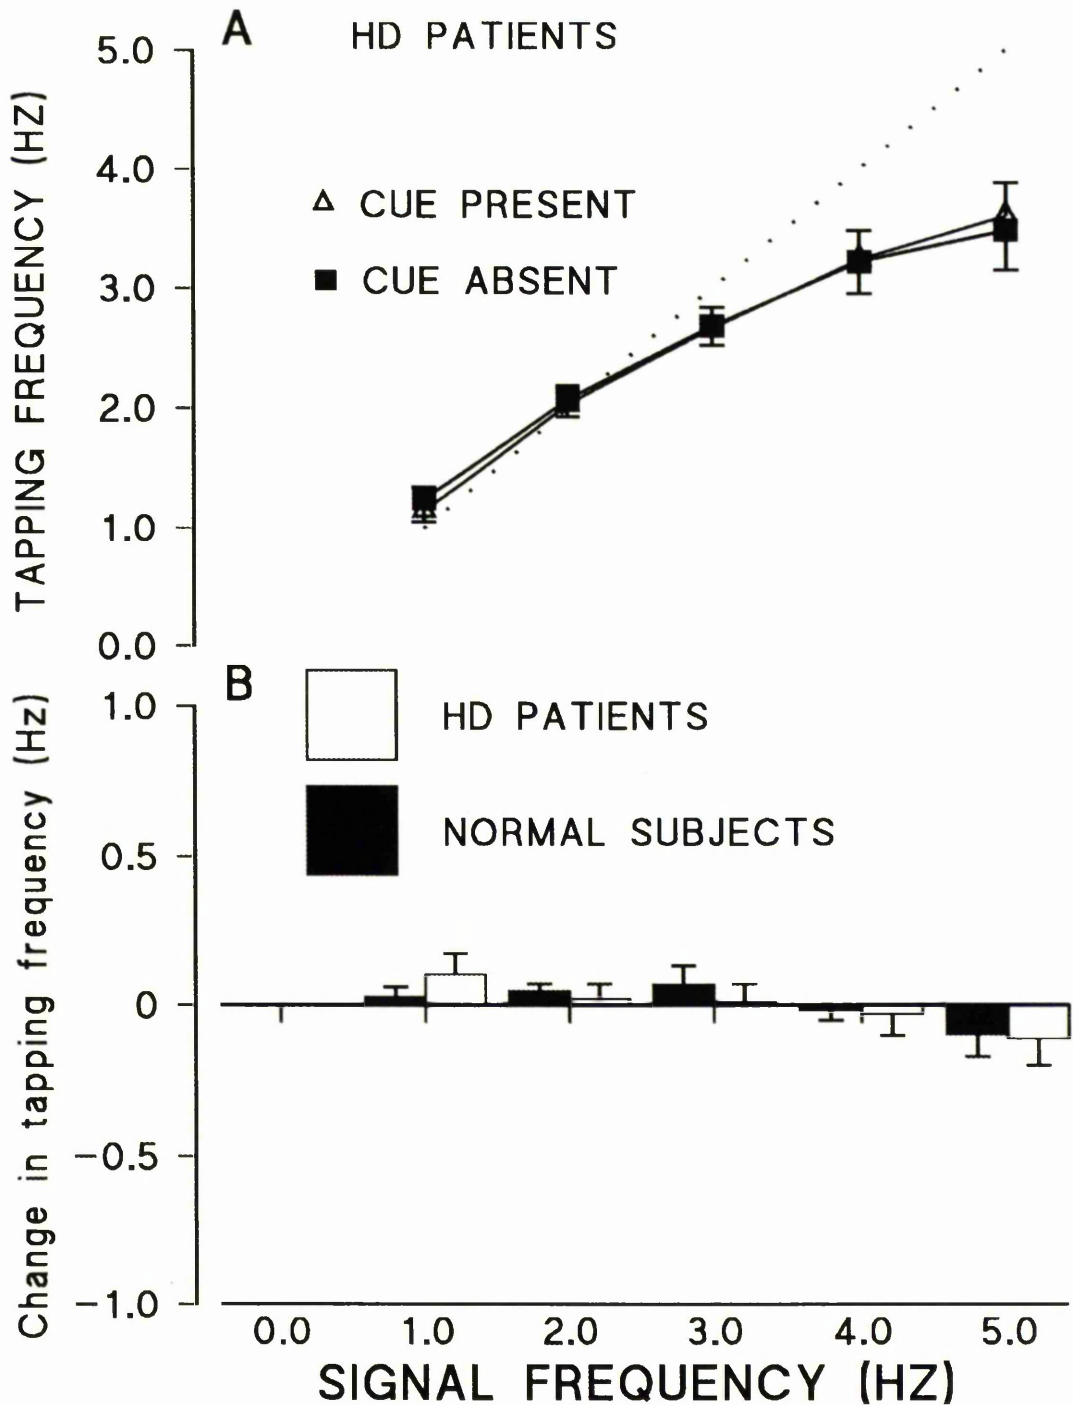 A
HD PATIENTS
TAPPING FREQUENCY (HZ)
5.0
4.0
3.0
2.0
1.0
0.0
CUE PRESENT
CUE ABSENT
B
HD PATIENTS
NORMAL SUBJECTS
Change in tapping frequency (Hz)
1.0
0.5
0
−0.5
−1.0
0.0 1.0 2.0 3.0 4.0 5.0
SIGNAL FREQUENCY (HZ)